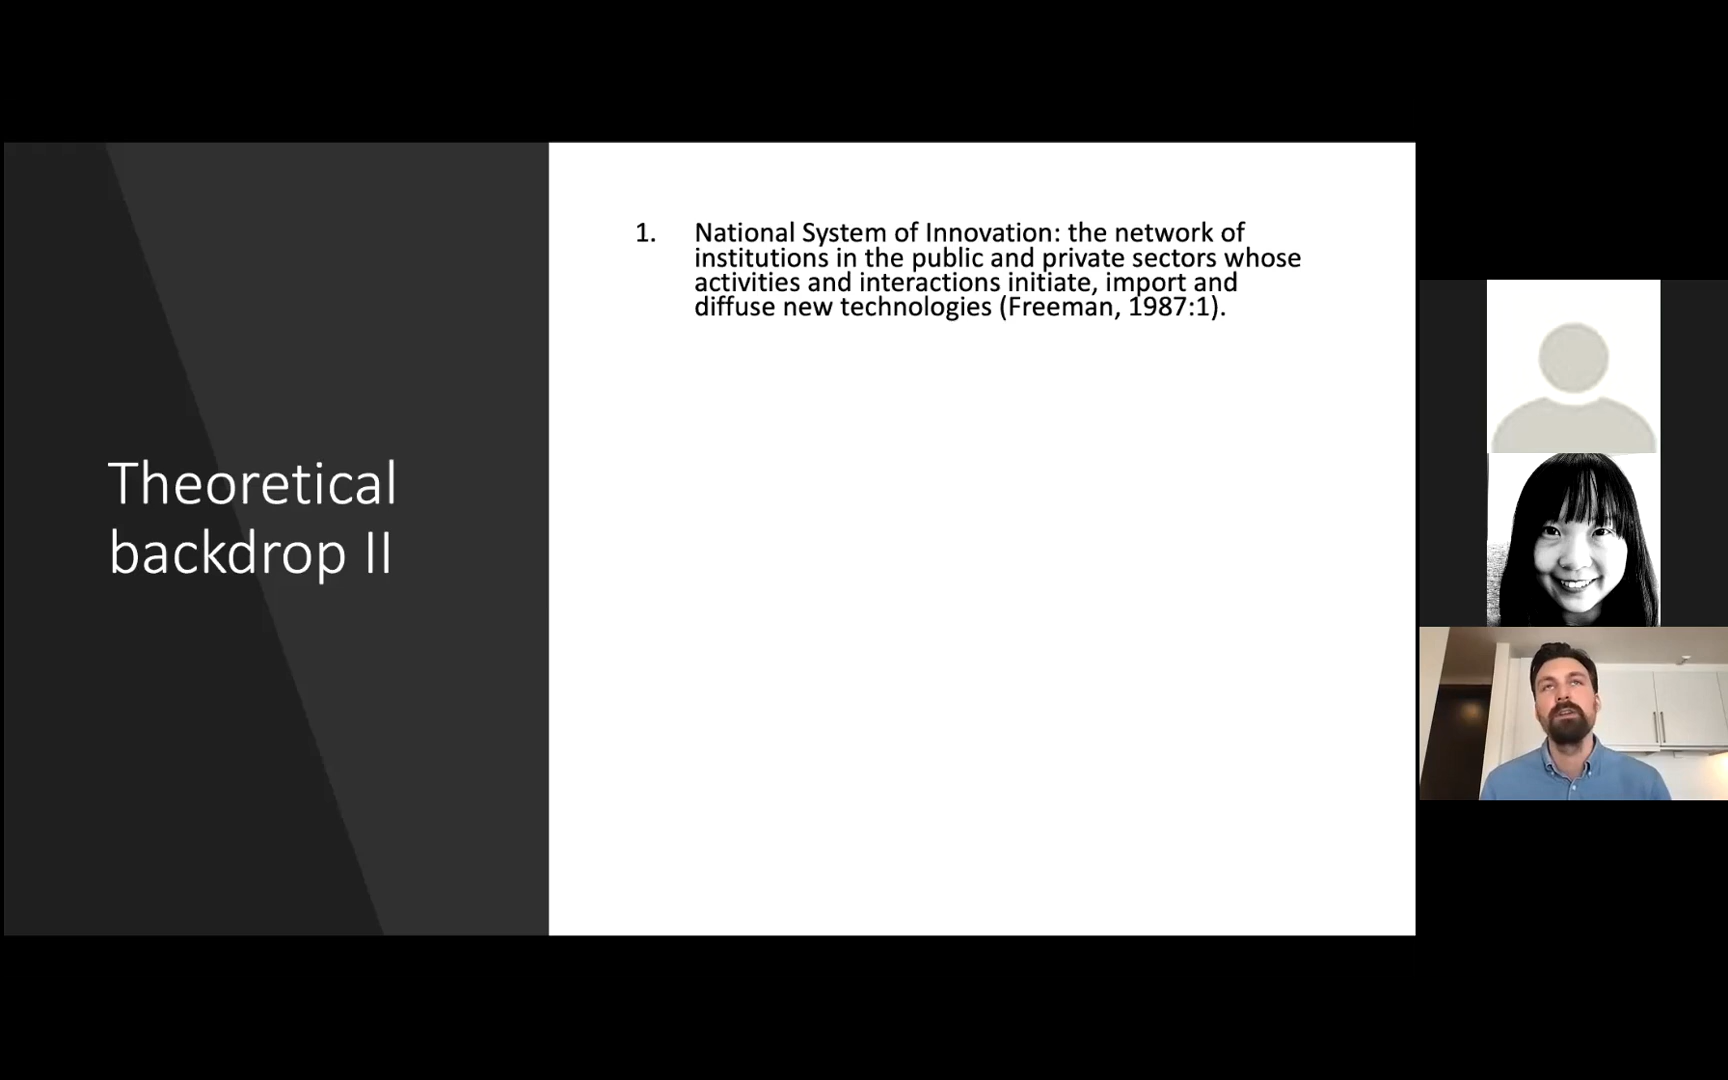 Theoretical
backdrop II
1. National System of Innovation: the network of
institutions in the public and private sectors whose
activities and interactions initiate, import and
diffuse new technologies (Freeman, 1987:1).